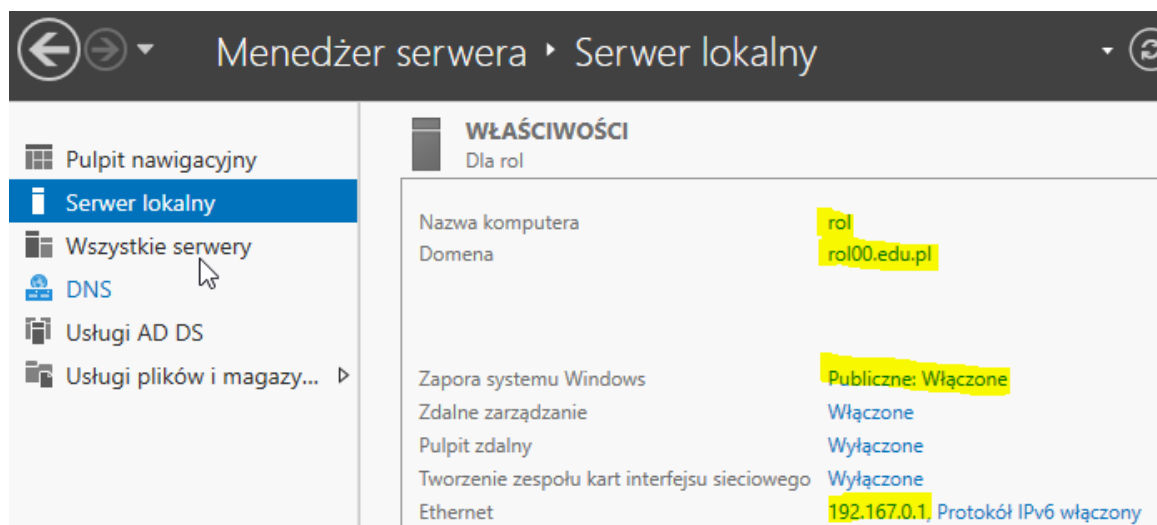 Menedżer serwera ‣ Serwer lokalny
Pulpit nawigacyjny
Serwer lokalny
Wszystkie serwery
DNS
Usługi AD DS
Usługi plików i magazy...
WŁAŚCIWOŚCI
Dla rol
Nazwa komputera rol
Domena rol00.edu.pl
Zapora systemu Windows Publiczne: Włączone
Zdalne zarządzanie Włączone
Pulpit zdalny Wyłączone
Tworzenie zespołu kart interfejsu sieciowego Wyłączone
Ethernet 192.167.0.1, Protokół IPv6 włączony